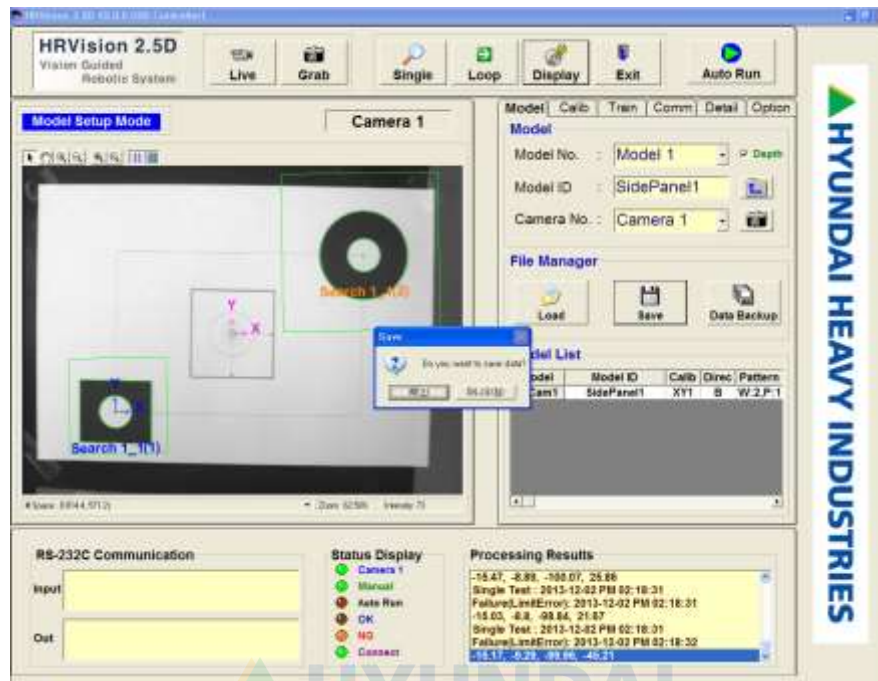 HRVision 2.5D
Vision Guided
Robotic System
Live
Grab
Single
Loop
Display
Exit
Auto Run
Model Setup Mode
Camera 1
Model Calib Train Comm Detail Option
Model
Model No. : Model 1 Depth
Model ID : SidePanel1
Camera No. : Camera 1
File Manager
Load
Save
Data Backup
Search 1_1(2)
Y
X
Search 1_1(1)
Save
Do you want to save data?
Model List
Model Model ID Calib Direc Pattern
Cam1 SidePanel1 XY1 B W:2,P:1
RS-232C Communication
Input
Out
Status Display
Camera 1
Manual
Auto Run
OK
NG
Connect
Processing Results
Single Test : 2013-12-02 PM 02:18:31
Failure(LimitError): 2013-12-02 PM 02:18:31
Single Test : 2013-12-02 PM 02:18:31
Failure(LimitError): 2013-12-02 PM 02:18:32
HYUNDAI HEAVY INDUSTRIES
HYUNDAI